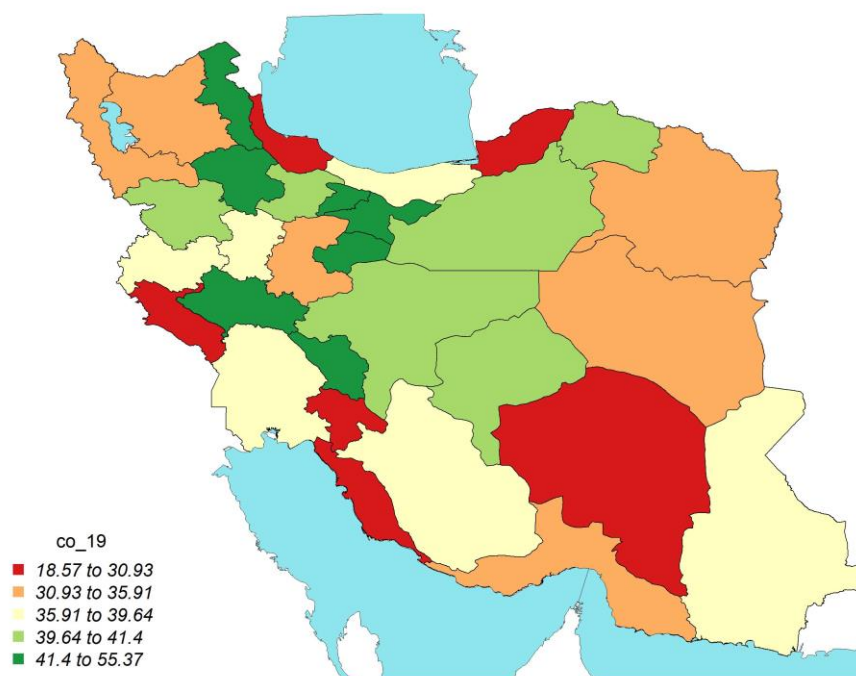 co_19
18.57 to 30.93
30.93 to 35.91
35.91 to 39.64
39.64 to 41.4
41.4 to 55.37